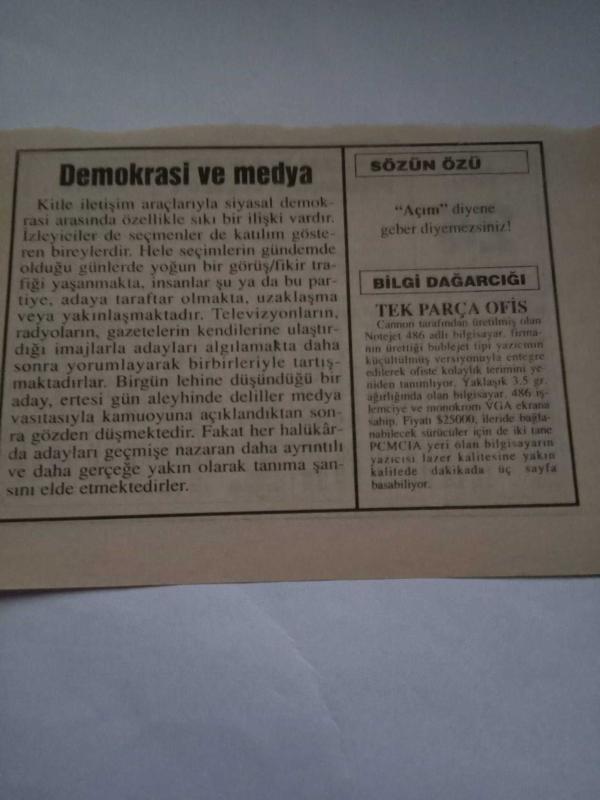 Demokrasi ve medya
Kitle iletişim araçlarıyla siyasal demok-
rasi arasında özellikle sıkı bir ilişki vardır.
İzleyiciler de seçmenler de katılım göste-
ren bireylerdir. Hele seçimlerin gündemde
olduğu günlerde yoğun bir görüş/fikir tra-
fiği yaşanmakta, insanlar şu ya da bu par-
tiye, adaya taraftar olmakta, uzaklaşma
veya yakınlaşmaktadır. Televizyonların,
radyoların, gazetelerin kendilerine ulaştır-
dığı imajlarla adayları algılamakta daha
sonra yorumlayarak birbirleriyle tartış-
maktadırlar. Birgün lehine düşündüğü bir
aday, ertesi gün aleyhinde deliller medya
vasıtasıyla kamuoyuna açıklandıktan son-
ra gözden düşmektedir. Fakat her halükâr-
da adayları geçmişe nazaran daha ayrıntılı
ve daha gerçeğe yakın olarak tanıma şan-
sını elde etmektedirler.
SÖZÜN ÖZÜ
“Açım” diyene
geber diyemezsiniz!
BİLGİ DAĞARCIĞI
TEK PARÇA OFİS
Cannon tarafından üretilmiş olan
Notejet 486 adlı bilgisayar, firma-
nın ürettiği bublejet tipi yazıcının
küçültülmüş versiyonuyla entegre
edilerek ofiste kolaylık terimini ye-
niden tanımlıyor. Yaklaşık 3.5 gr.
ağırlığında olan bilgisayar, 486 iş-
lemciye ve monokrom VGA ekrana
sahip. Fiyatı $25000, ileride bağla-
nabilecek sürücüler için de iki tane
PCMCIA yeri olan bilgisayarın
yazıcısı lazer kalitesine yakın
kalitede dakikada üç sayfa
basabiliyor.